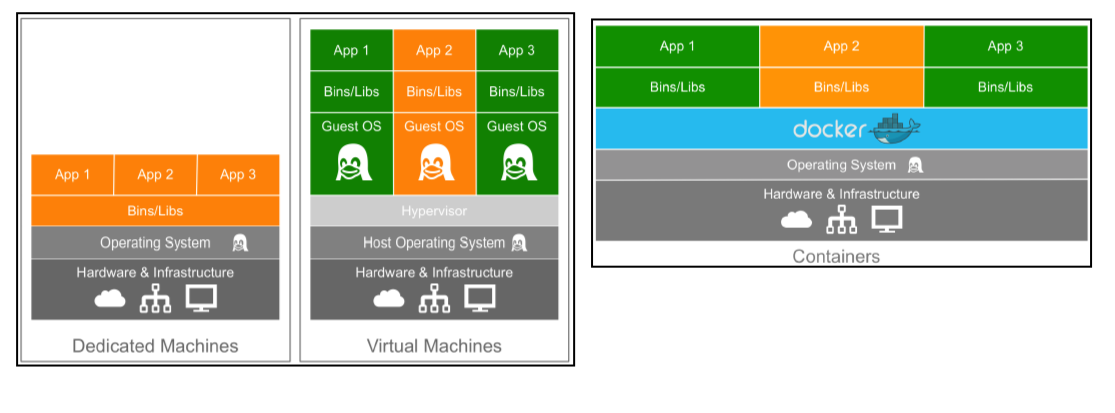 App 1 App 2 App 3
Bins/Libs
Operating System
Hardware & Infrastructure
Dedicated Machines
App 1 App 2 App 3
Bins/Libs Bins/Libs Bins/Libs
Guest OS Guest OS Guest OS
Hypervisor
Host Operating System
Hardware & Infrastructure
Virtual Machines
App 1 App 2 App 3
Bins/Libs Bins/Libs Bins/Libs
docker
Operating System
Hardware & Infrastructure
Containers